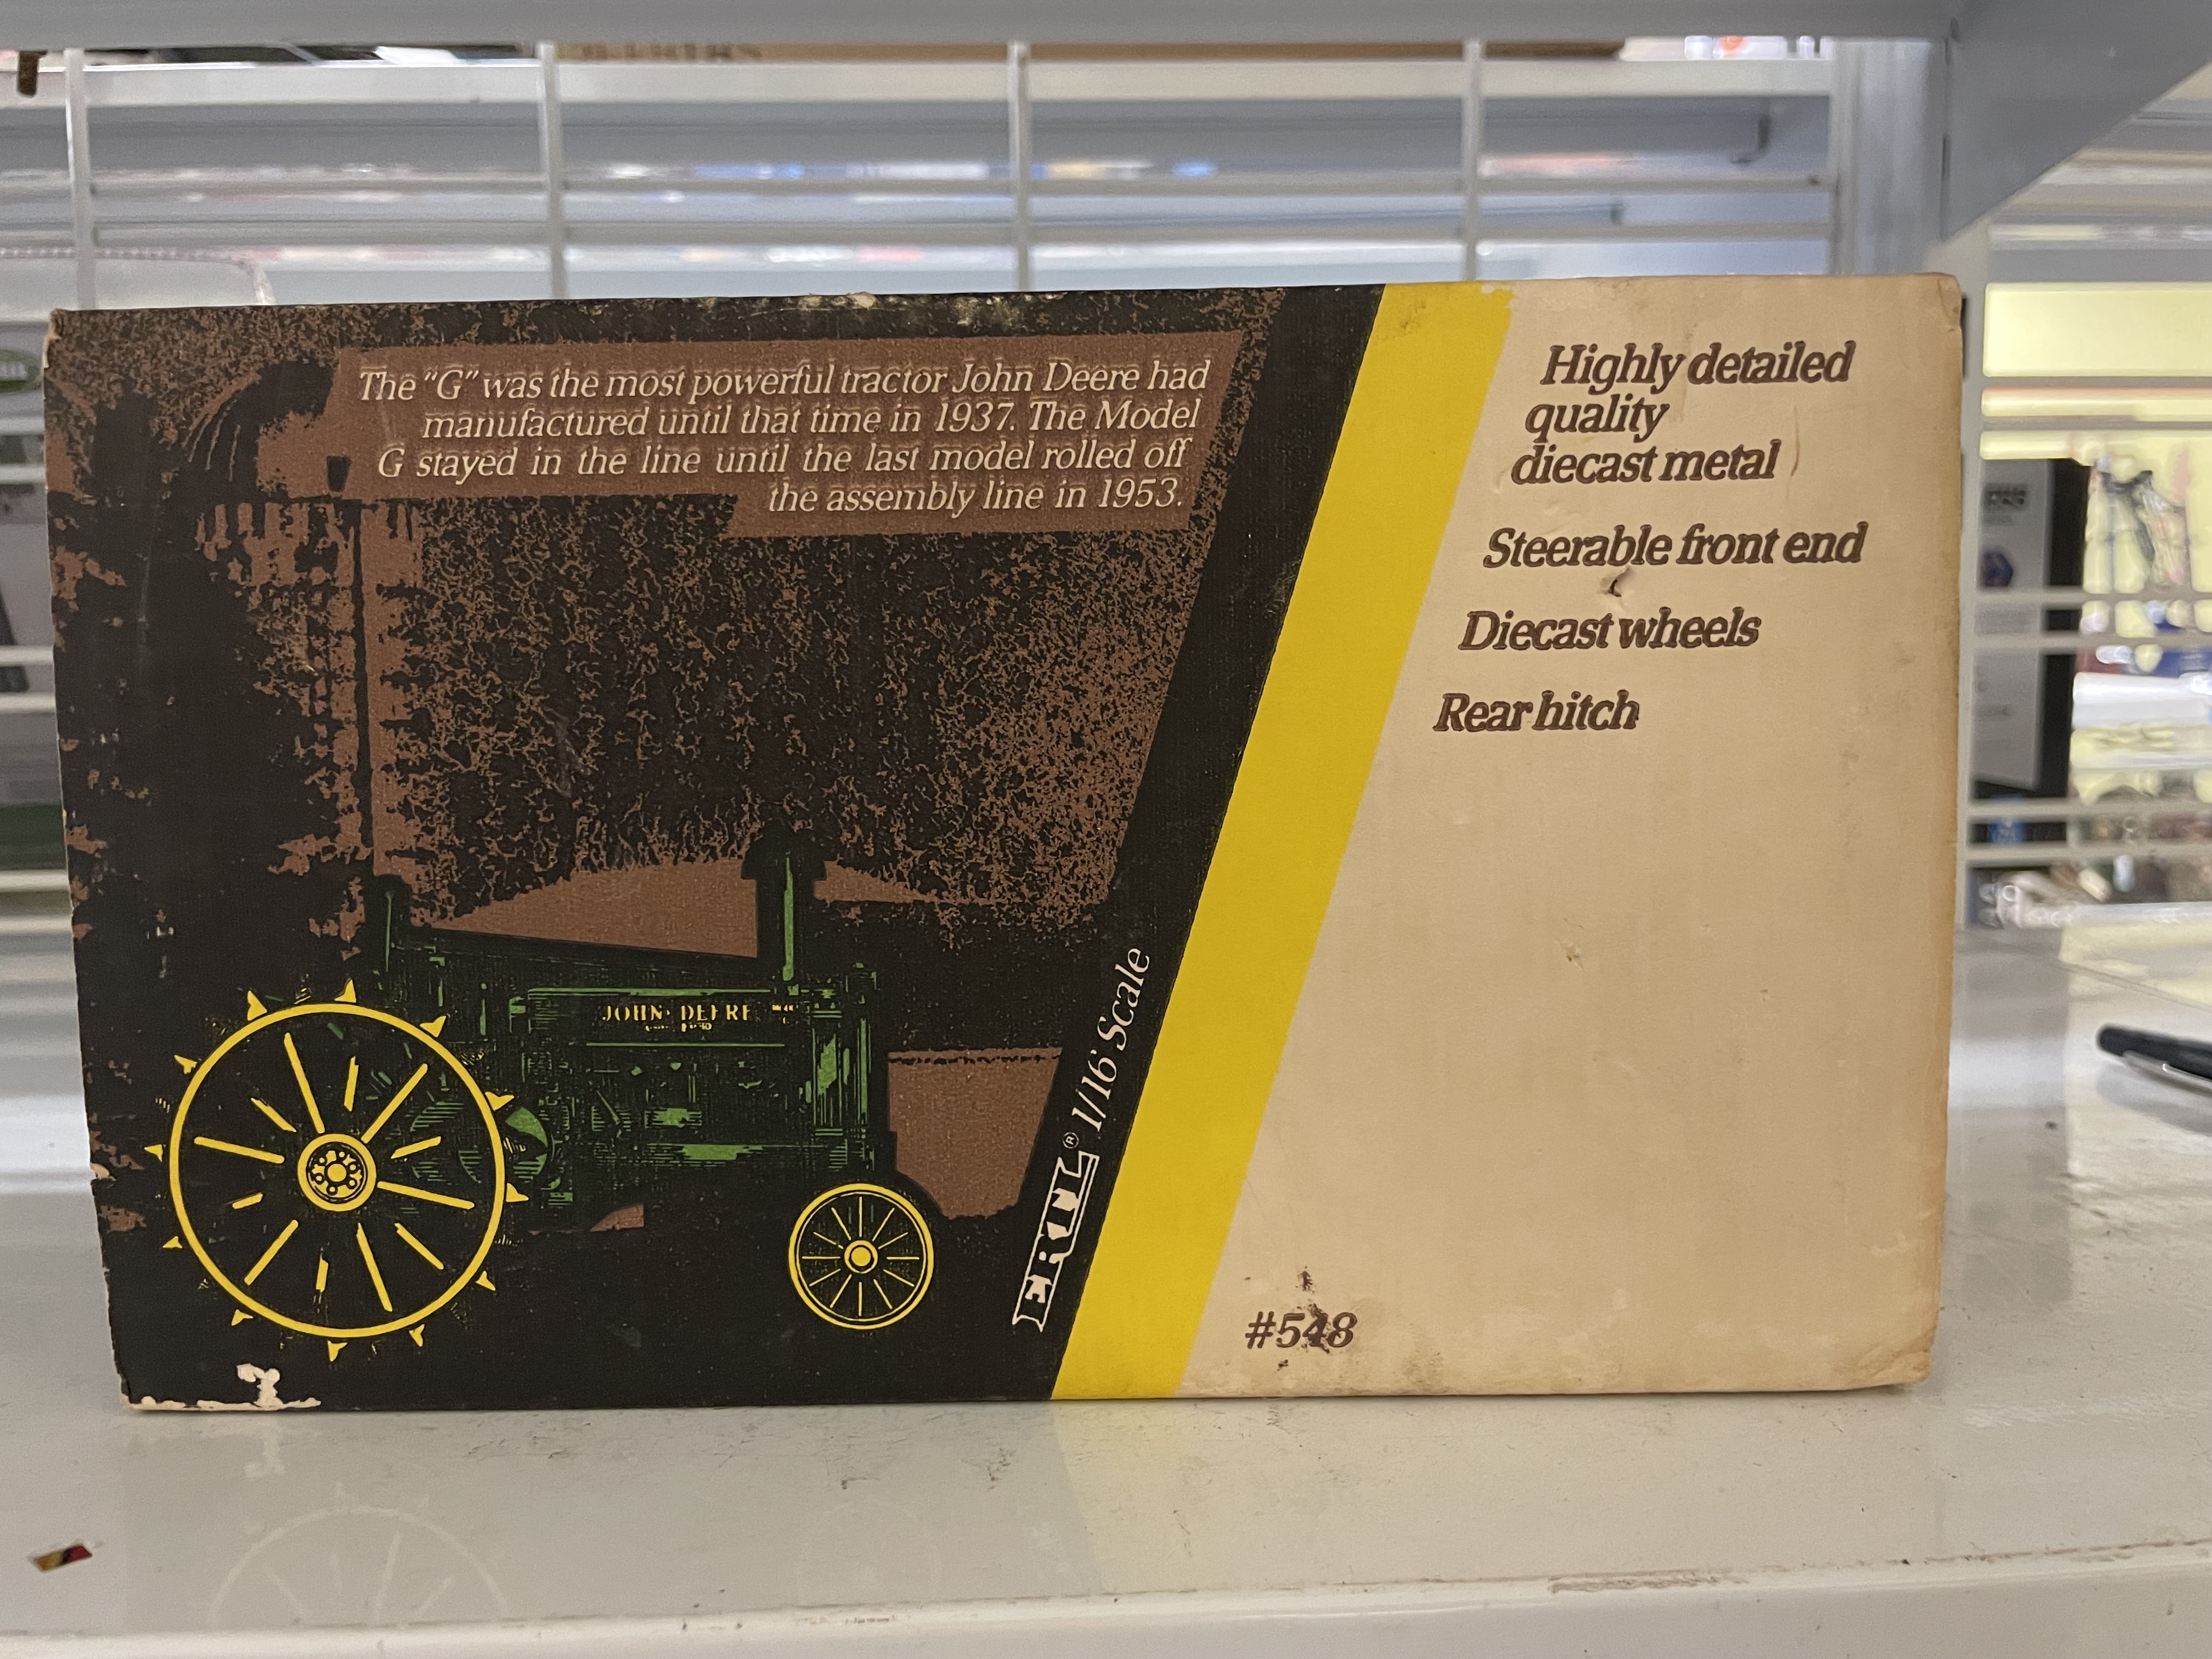 The "G" was the most powerful tractor John Deere had
manufactured until that time in 1937. The Model
G stayed in the line until the last model rolled off
the assembly line in 1953.
Highly detailed
quality
diecast metal
Steerable front end
Diecast wheels
Rear hitch
JOHN DEERE
ERTL® 1/16 Scale
#548